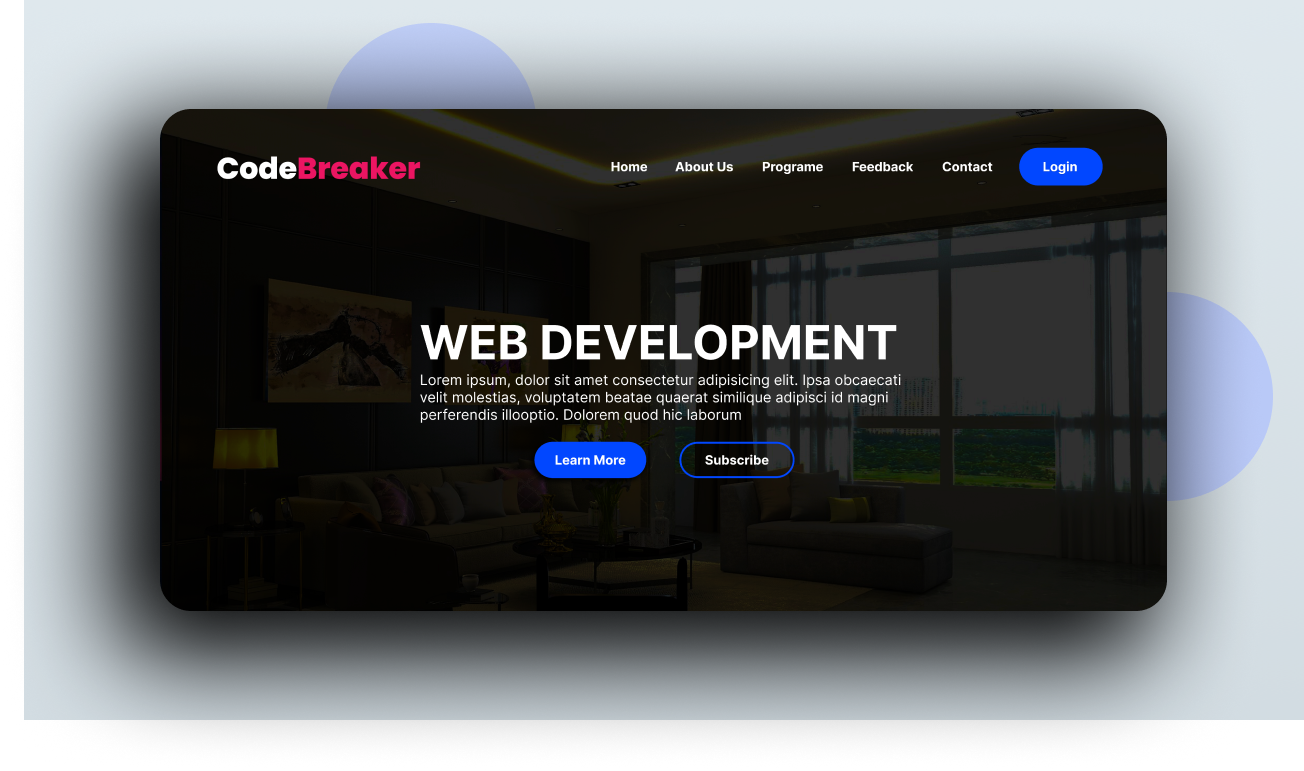 CodeBreaker
Home About Us Programe Feedback Contact Login
WEB DEVELOPMENT
Lorem ipsum, dolor sit amet consectetur adipisicing elit. Ipsa obcaecati
velit molestias, voluptatem beatae quaerat similique adipisci id magni
perferendis illooptio. Dolorem quod hic laborum
Learn More Subscribe